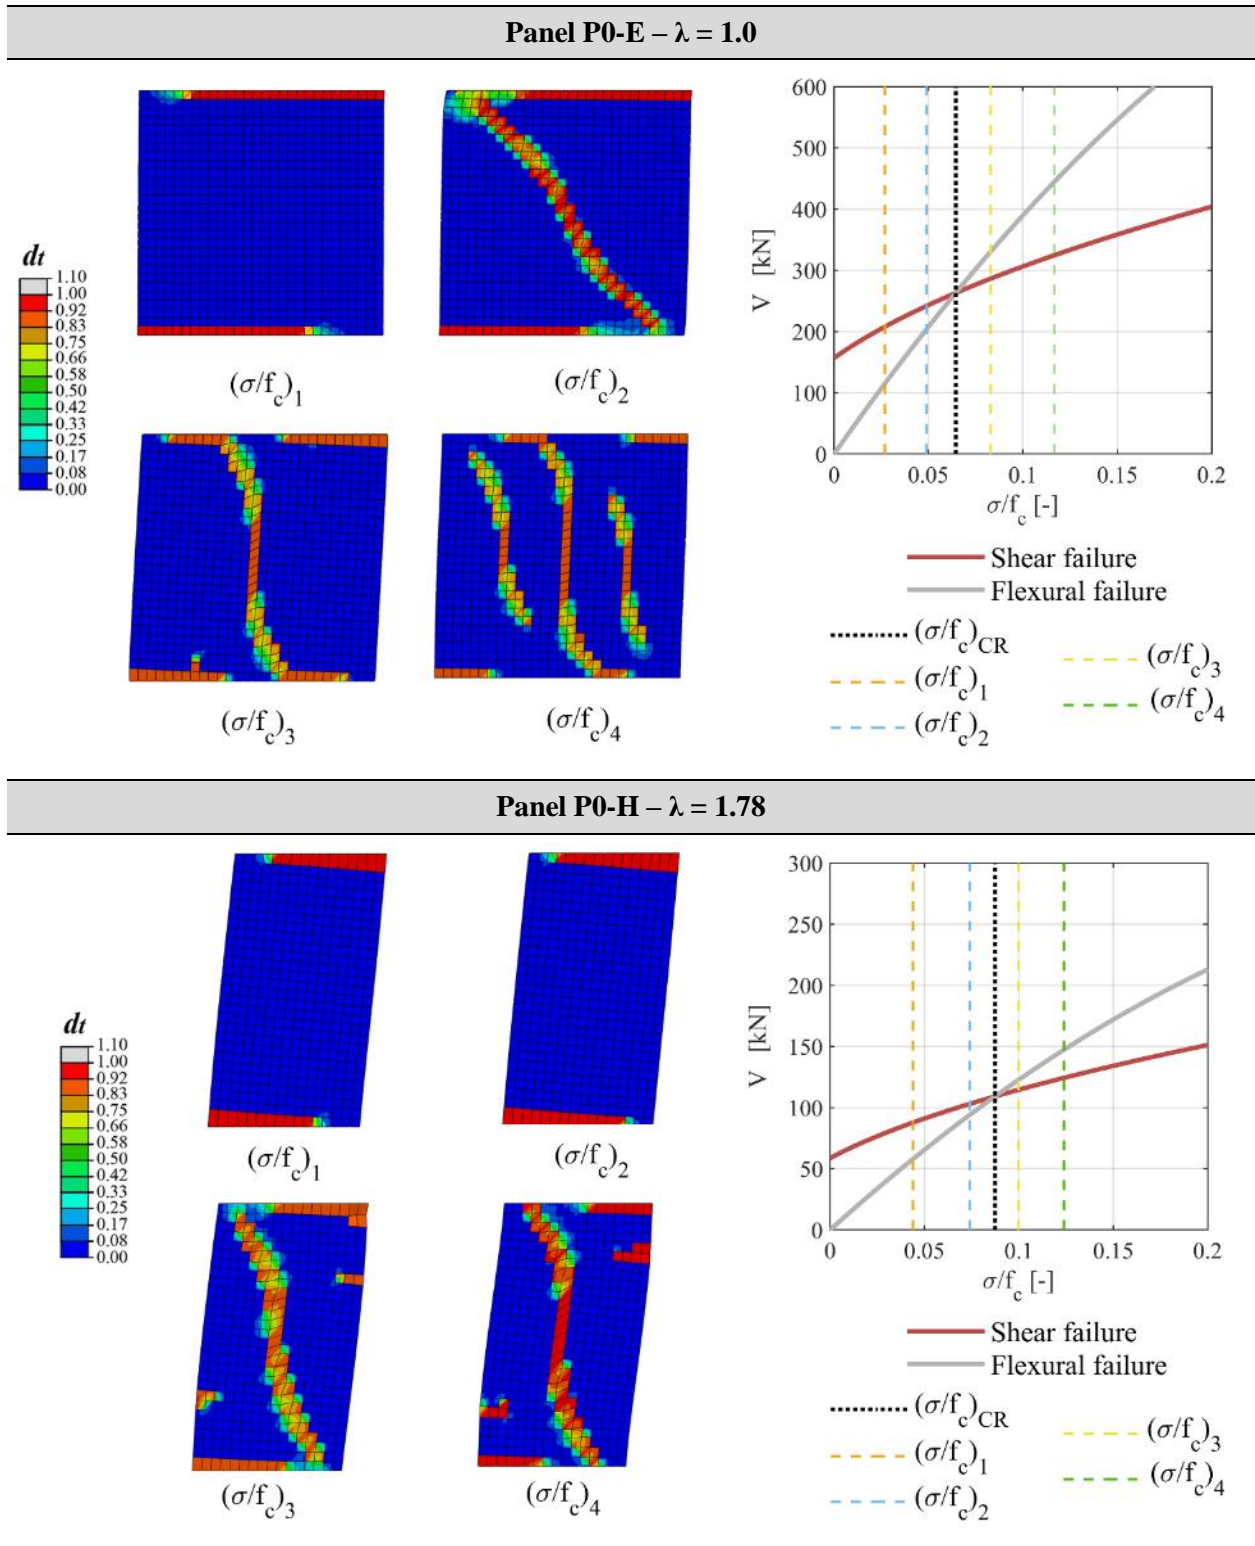 Panel P0-E – λ = 1.0
dt
1.10
1.00
0.92
0.83
0.75
0.66
0.58
0.50
0.42
0.33
0.25
0.17
0.08
0.00
(σ/fc)1
(σ/fc)2
(σ/fc)3
(σ/fc)4
V [kN]
600
500
400
300
200
100
0
0 0.05 0.1 0.15 0.2
σ/fc [-]
Shear failure
Flexural failure
(σ/fc)CR
(σ/fc)1
(σ/fc)2
(σ/fc)3
(σ/fc)4
Panel P0-H – λ = 1.78
dt
1.10
1.00
0.92
0.83
0.75
0.66
0.58
0.50
0.42
0.33
0.25
0.17
0.08
0.00
(σ/fc)1
(σ/fc)2
(σ/fc)3
(σ/fc)4
V [kN]
300
250
200
150
100
50
0
0 0.05 0.1 0.15 0.2
σ/fc [-]
Shear failure
Flexural failure
(σ/fc)CR
(σ/fc)1
(σ/fc)2
(σ/fc)3
(σ/fc)4